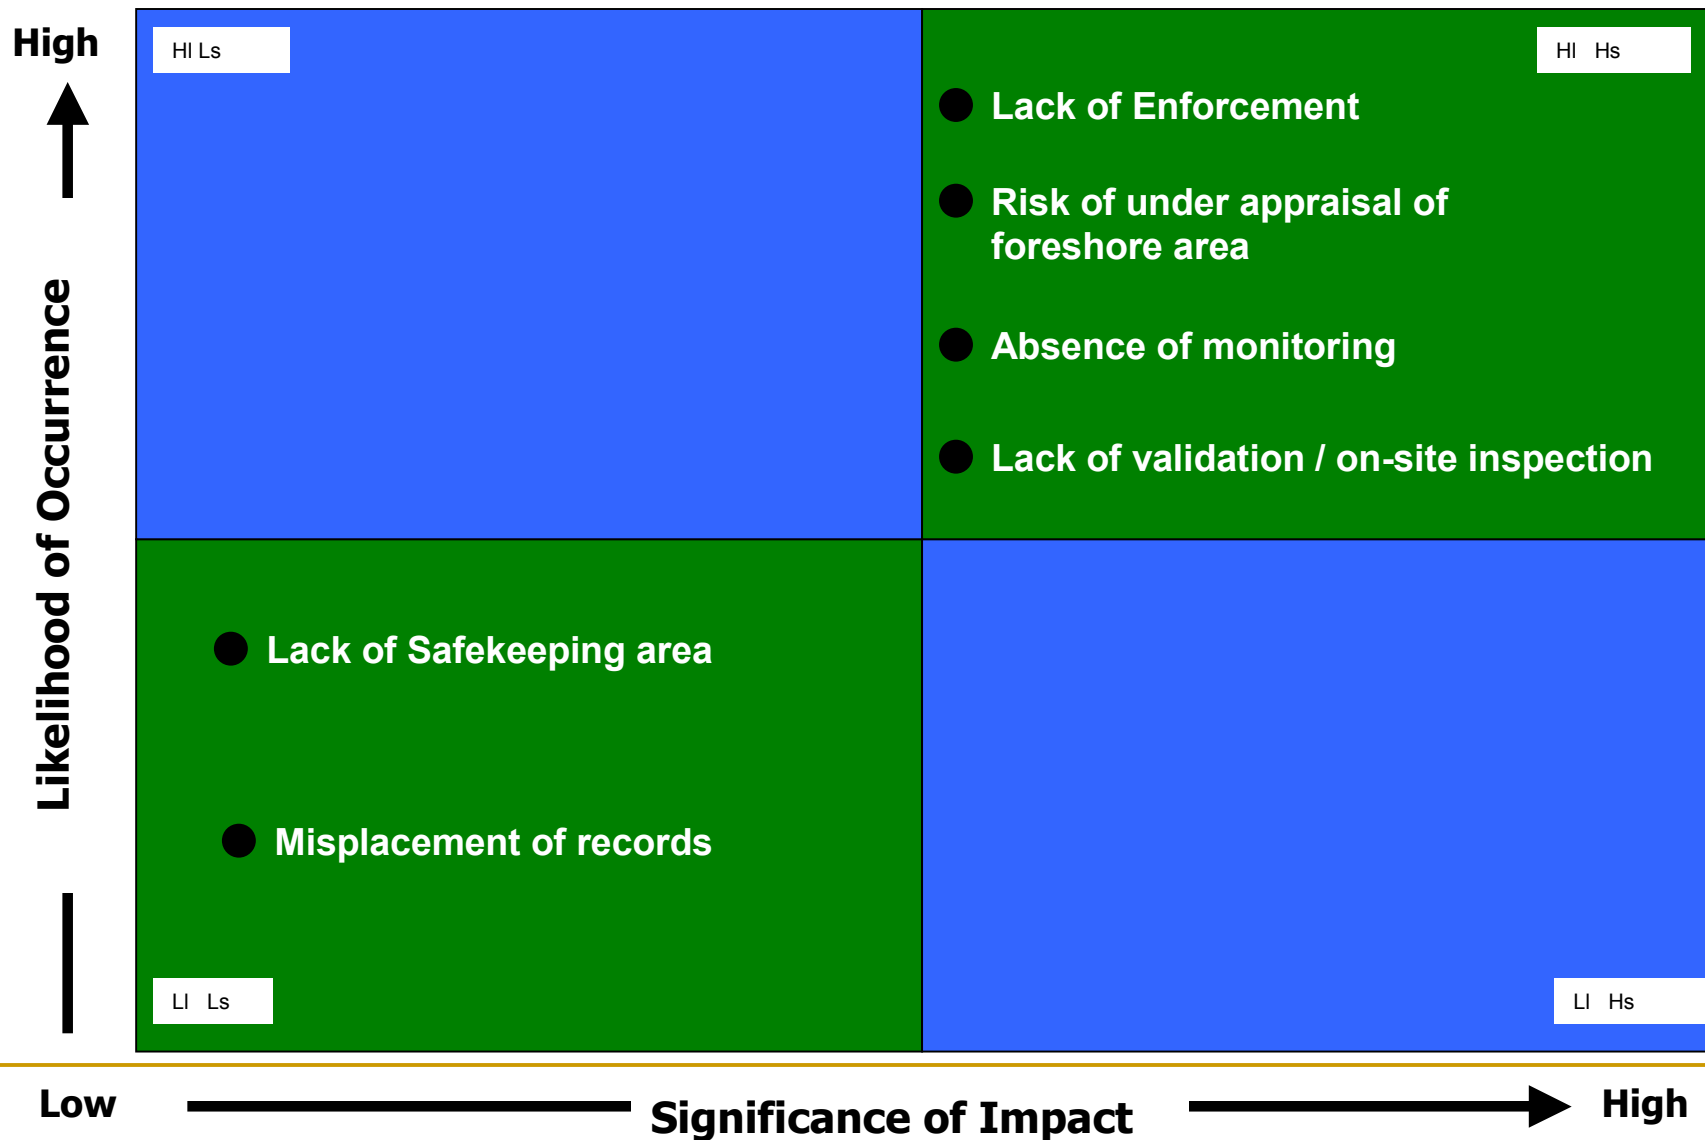 High
Hl Ls
Hl Hs
Lack of Enforcement
Risk of under appraisal of
foreshore area
Absence of monitoring
Lack of validation / on-site inspection
Likelihood of Occurrence
Lack of Safekeeping area
Misplacement of records
Ll Ls
Ll Hs
Low
Significance of Impact
High